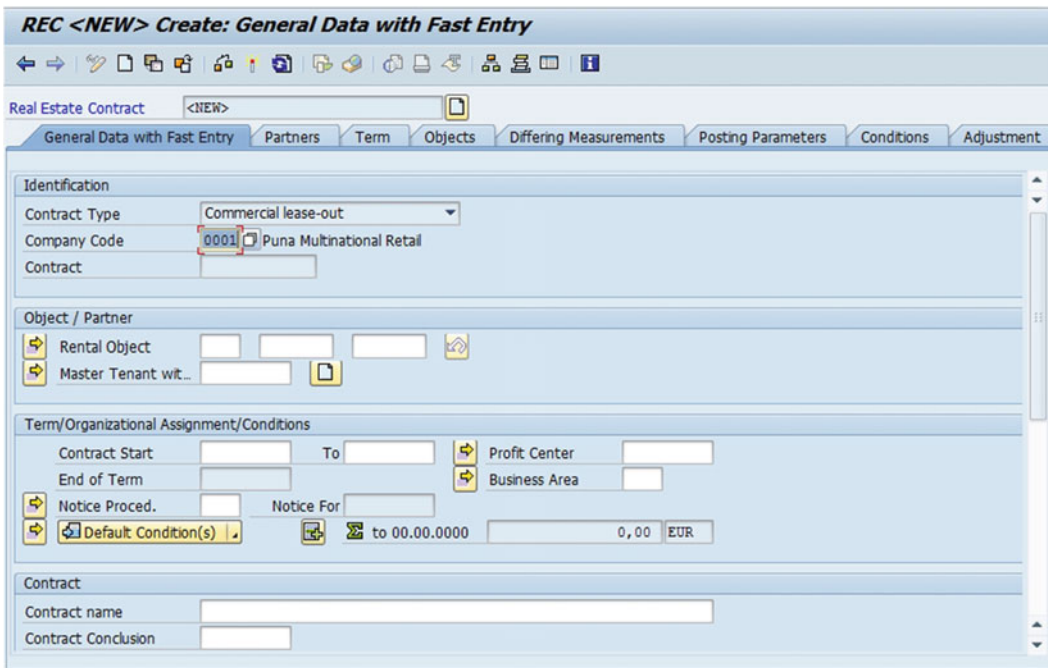 REC <NEW> Create: General Data with Fast Entry
Real Estate Contract <NEW>
General Data with Fast Entry Partners Term Objects Differing Measurements Posting Parameters Conditions Adjustment
Identification
Contract Type Commercial lease-out
Company Code 0001 Puna Multinational Retail
Contract
Object / Partner
Rental Object
Master Tenant wit...
Term/Organizational Assignment/Conditions
Contract Start To Profit Center
End of Term Business Area
Notice Proced. Notice For
Default Condition(s) Σ to 00.00.0000 0,00 EUR
Contract
Contract name
Contract Conclusion